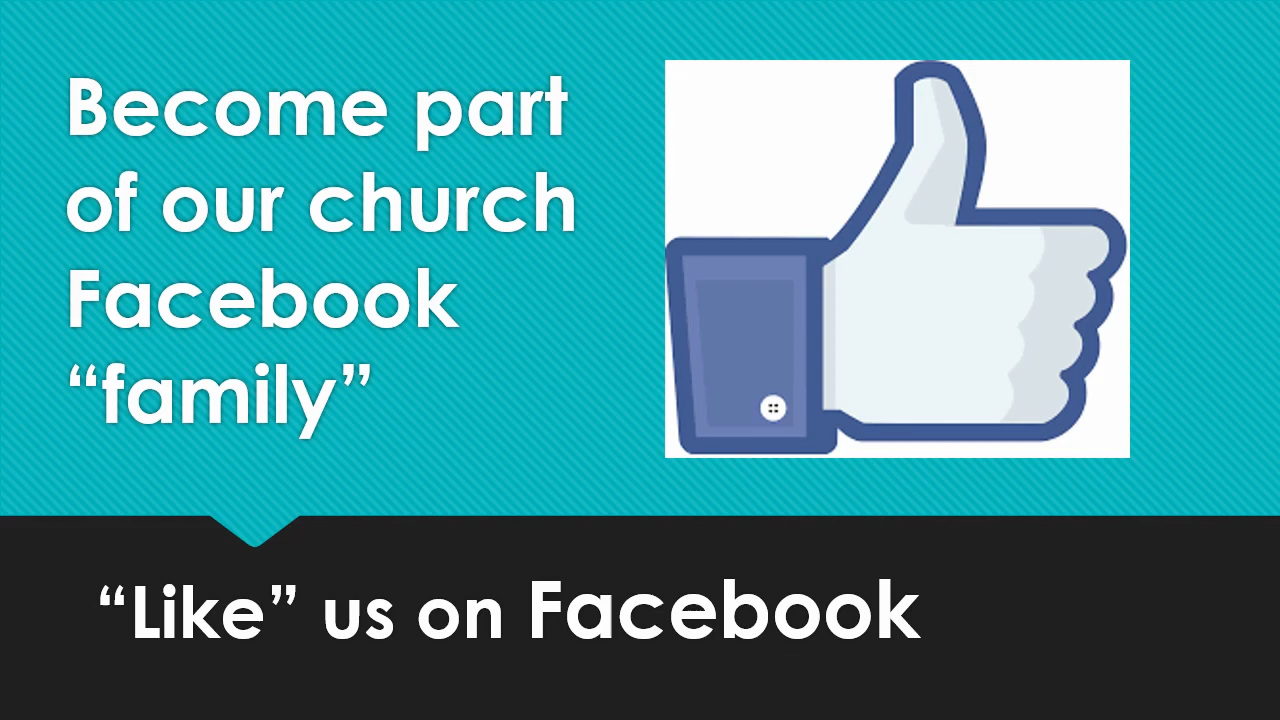 Become part
of our church
Facebook
“family”
“Like” us on Facebook